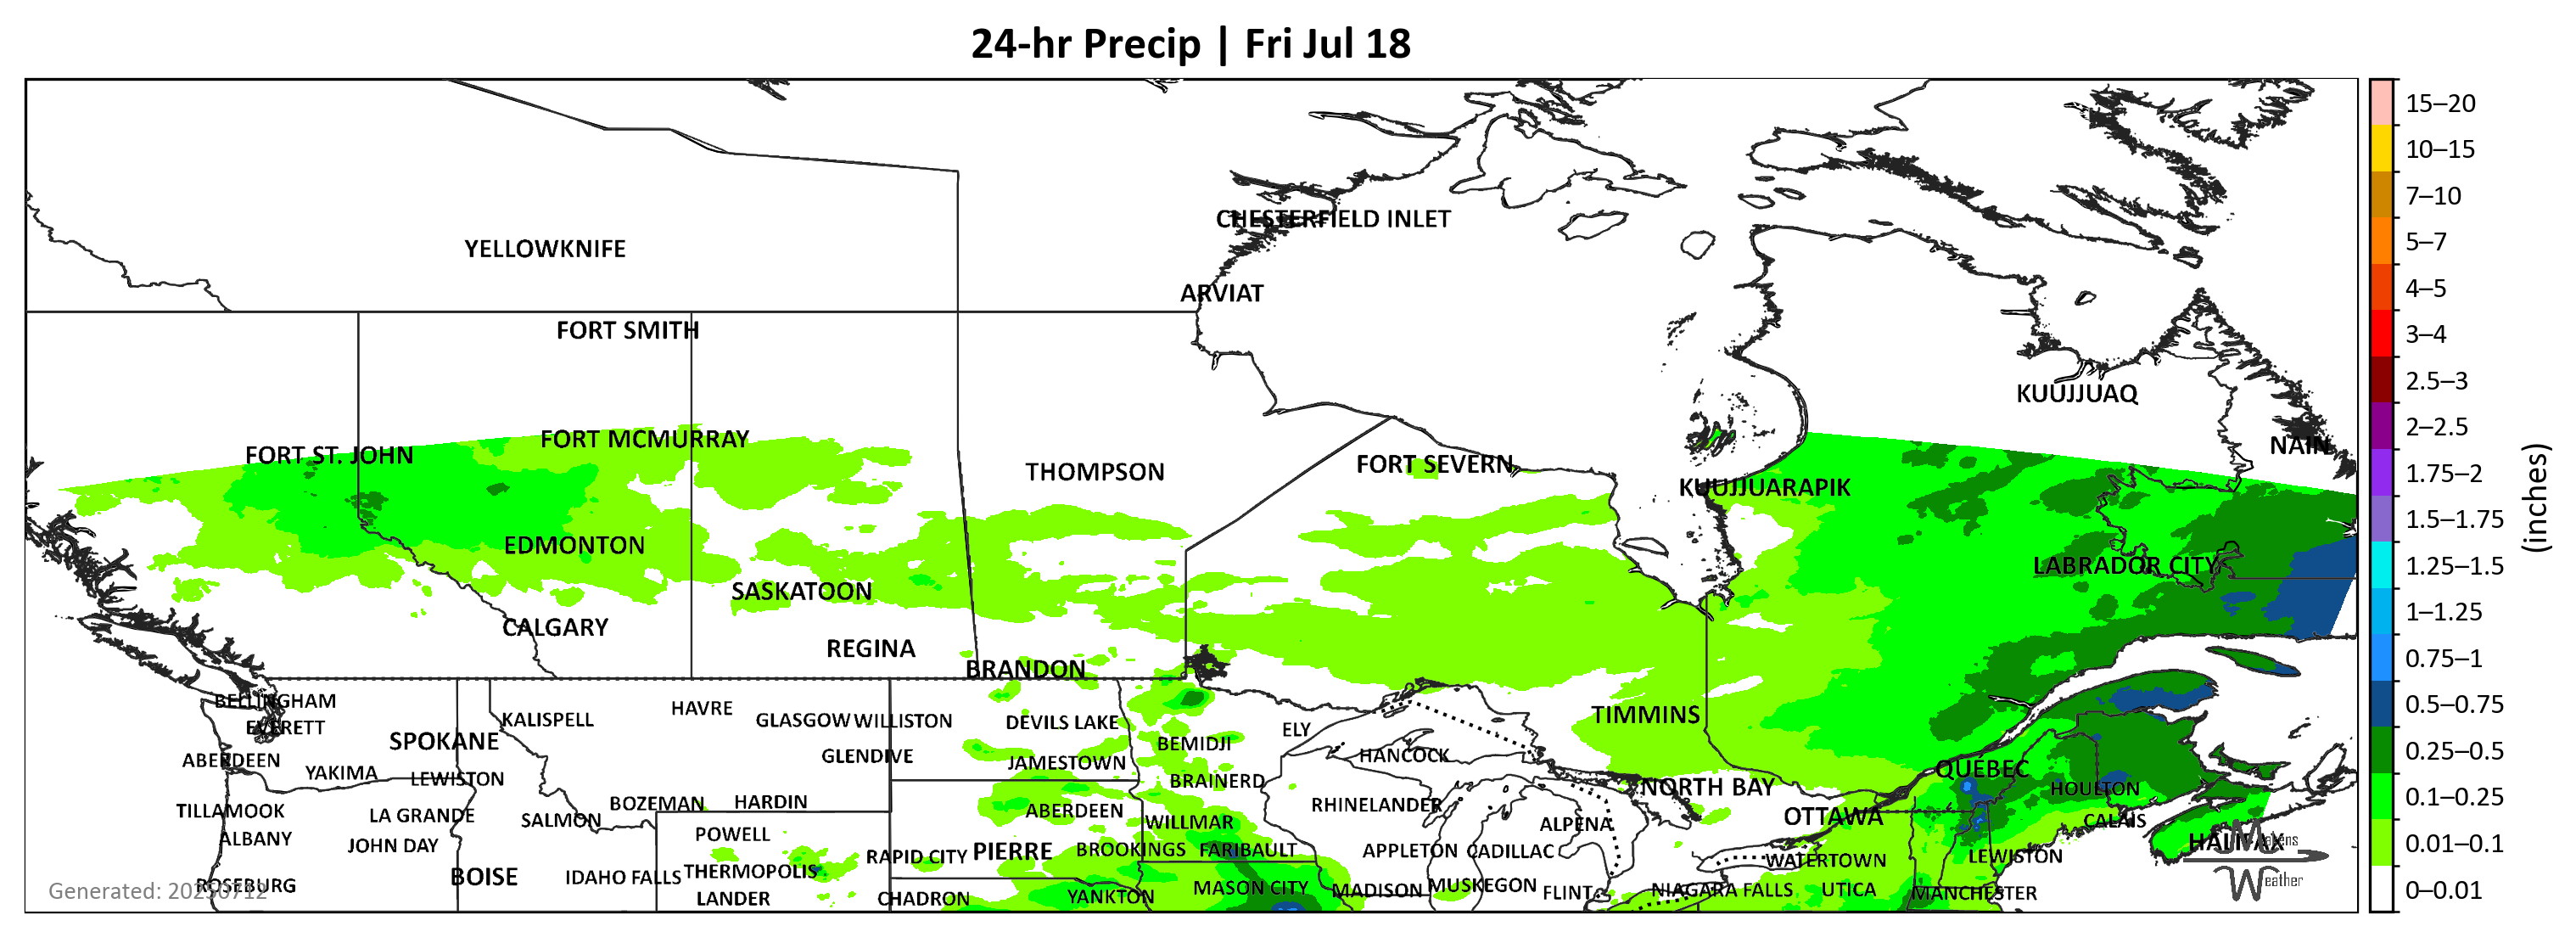 24-hr Precip | Fri Jul 18
CHESTERFIELD INLET
YELLOWKNIFE
ARVIAT
FORT SMITH
KUUJJUAQ
FORT MCMURRAY
NAIN
FORT ST. JOHN
FORT SEVERN
THOMPSON
KUUJJUARAPIK
EDMONTON
LABRADOR CITY
SASKATOON
CALGARY
REGINA
BRANDON
BELLINGHAM
HAVRE
TIMMINS
KALISPELL
GLASGOW
WILLISTON
DEVILS LAKE
EVERETT
ELY
SPOKANE
BEMIDJI
GLENDIVE
HANCOCK
ABERDEEN
JAMESTOWN
QUÉBEC
YAKIMA
LEWISTON
BRAINERD
NORTH BAY
HOULTON
BOZEMAN
HARDIN
RHINELANDER
TILLAMOOK
LA GRANDE
ABERDEEN
OTTAWA
SALMON
WILLMAR
ALPENA
CALAIS
POWELL
ALBANY
JOHN DAY
HALIFAX
Matens
BROOKINGS
FARIBAULT
PIERRE
APPLETON
CADILLAC
RAPID CITY
LEWISTON
WATERTOWN
THERMOPOLIS
BOISE
IDAHO FALLS
Weather
ROSEBURG
Generated: 20250712
MASON CITY
MADISON
MUSKEGON
FLINT
NIAGARA FALLS
UTICA
MANCHESTER
LANDER
CHADRON
YANKTON
15–20
10–15
7–10
5–7
4–5
3–4
2.5–3
2–2.5
1.75–2
1.5–1.75
1.25–1.5
1–1.25
0.75–1
0.5–0.75
0.25–0.5
0.1–0.25
0.01–0.1
0–0.01
(inches)